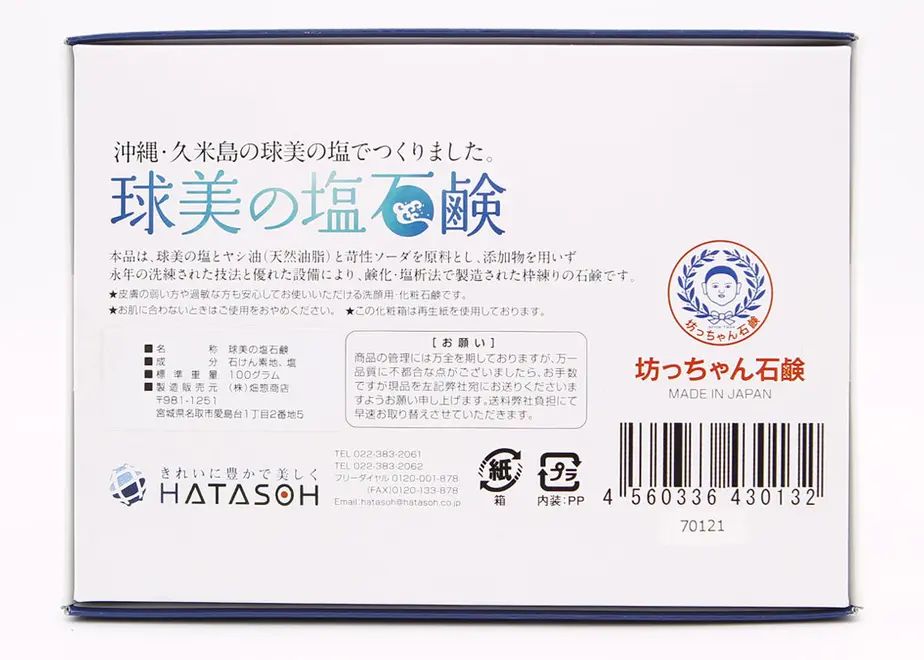 沖縄・久米島の球美の塩でつくりました。
球美の塩石鹸
本品は、球美の塩とヤシ油（天然油脂）と苛性ソーダを原料とし、添加物を用いず
永年の洗練された技法と優れた設備により、鹸化・塩析法で製造された枠練りの石鹸です。
★皮膚の弱い方や過敏な方も安心してお使いいただける洗顔用・化粧石鹸です。
★お肌に合わないときはご使用をおやめください。 ★この化粧箱は再生紙を使用しております。
■名称 球美の塩石鹸
■成分 石けん素地、塩
■標準重量 100グラム
■製造販売元 （株）畑惣商店
〒981-1251
宮城県名取市愛島台1丁目2番地5
[お願い]
商品の管理には万全を期しておりますが、万一
品質に不都合な点がございましたら、お手数
ですが現品を左記弊社宛にお送りくださいま
すようお願い申し上げます。送料弊社負担にて
早速お取り替えさせていただきます。
坊っちゃん石鹸
坊っちゃん石鹸
MADE IN JAPAN
きれいに豊かで美しく
HATASOH
TEL 022-383-2061
TEL 022-383-2062
フリーダイヤル 0120-001-878
(FAX)0120-133-878
Email:hatasoh@hatasoh.co.jp
紙
箱
プラ
内装:PP
4 560336 430132
70121